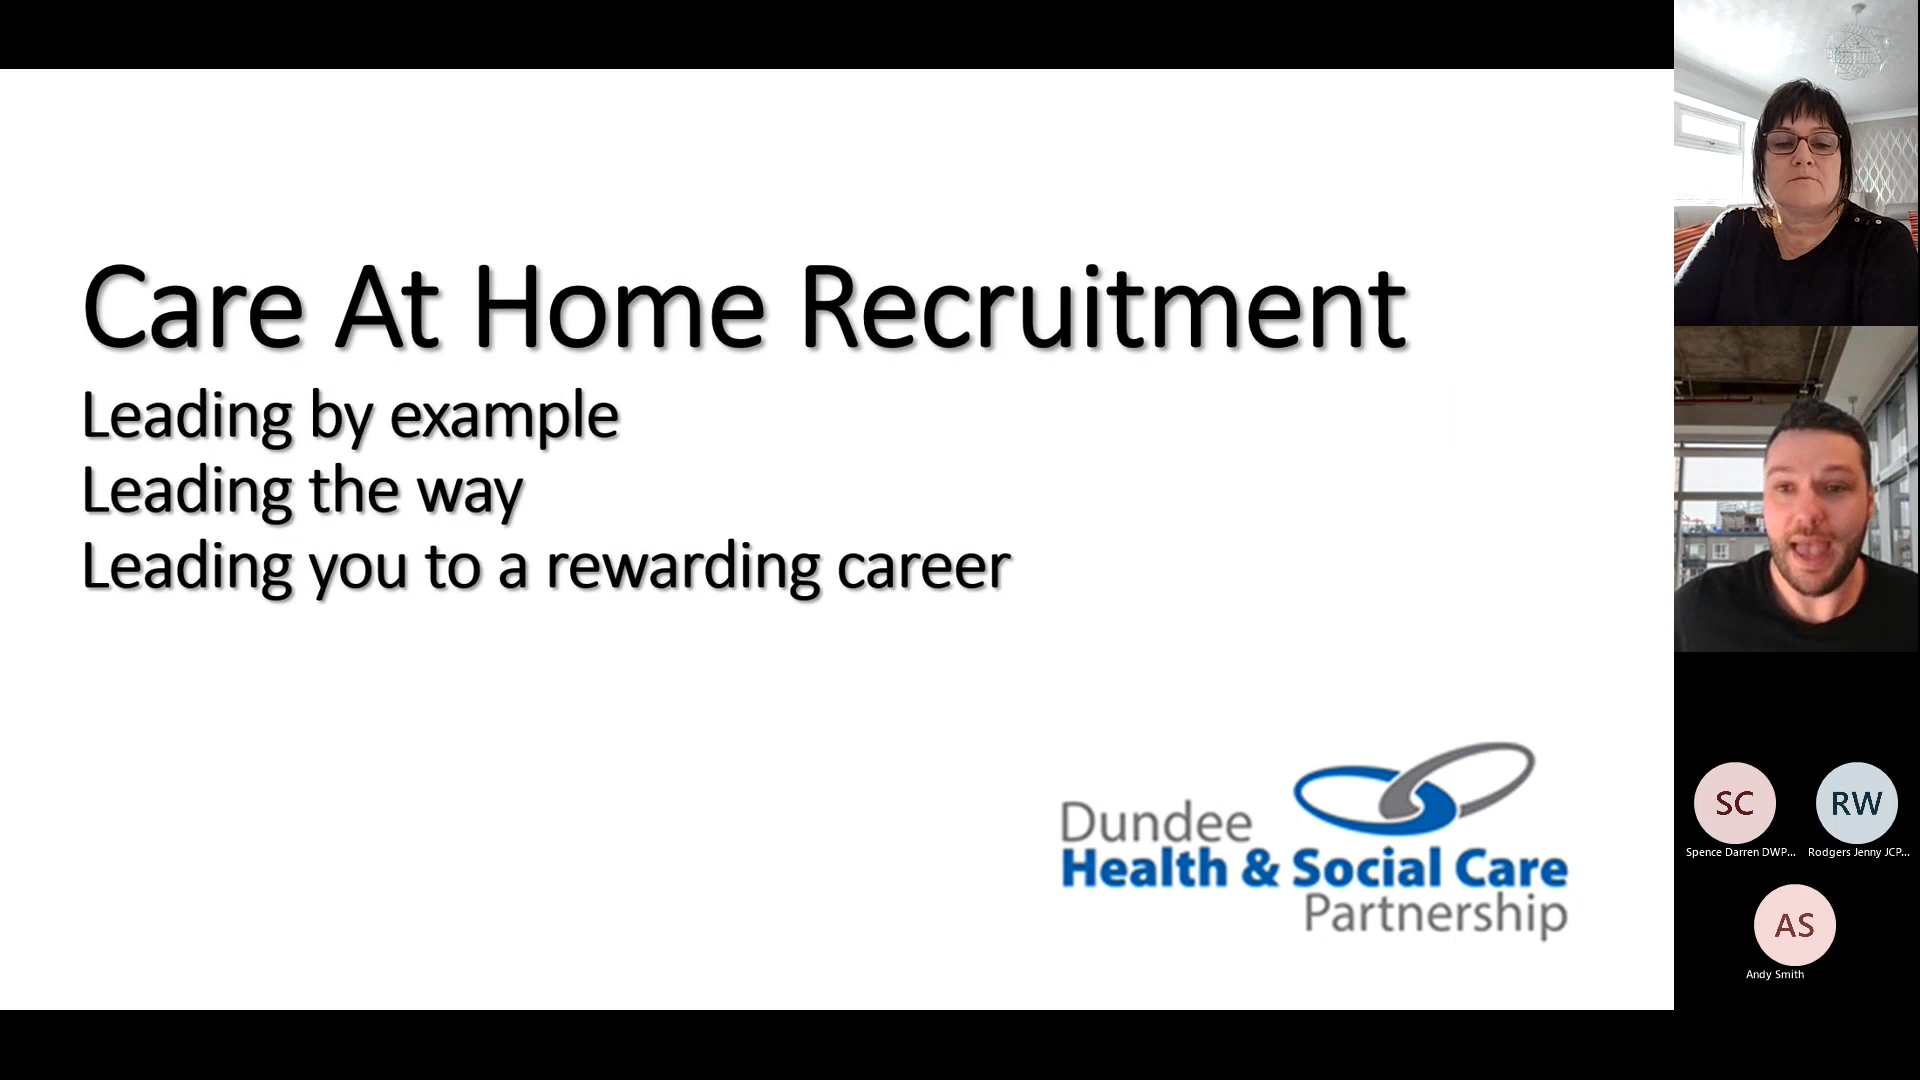 Care At Home Recruitment
Leading by example
Leading the way
Leading you to a rewarding career
Dundee
Health & Social Care
Partnership
SC
RW
Spence Darren DWP...
Rodgers Jenny JCP...
AS
Andy Smith